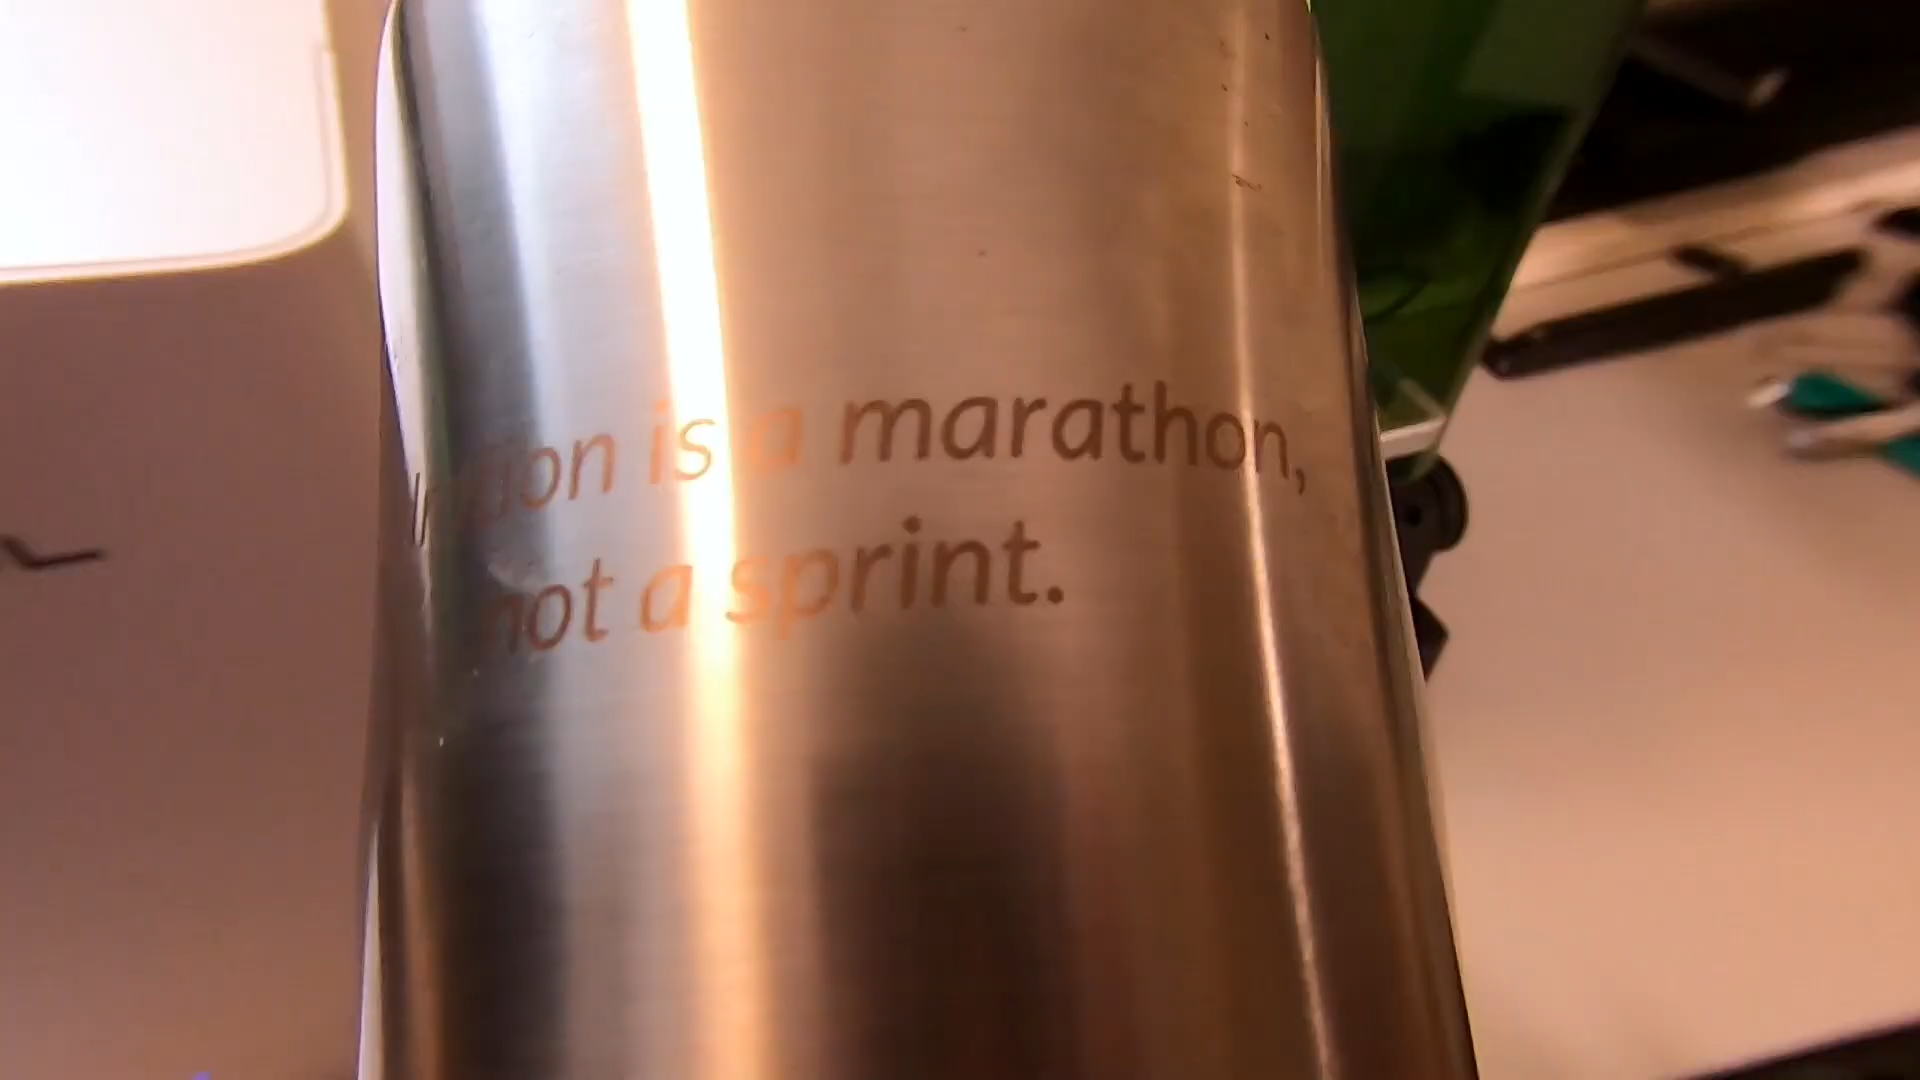 is a marathon,
not a sprint.